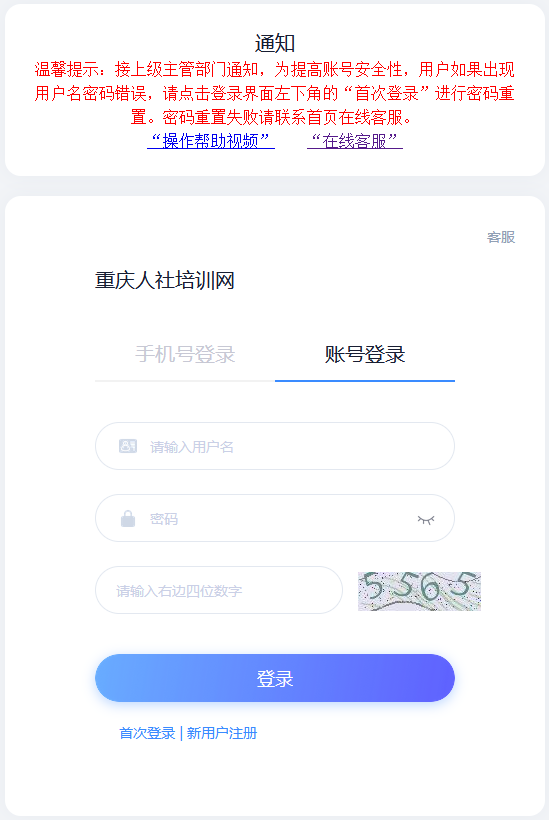 通知
温馨提示：接上级主管部门通知，为提高账号安全性，用户如果出现
用户名密码错误，请点击登录界面左下角的“首次登录”进行密码重
置。密码重置失败请联系首页在线客服。
“操作帮助视频” “在线客服”
客服
重庆人社培训网
手机号登录 账号登录
请输入用户名
密码
请输入右边四位数字 5565
登录
首次登录 | 新用户注册